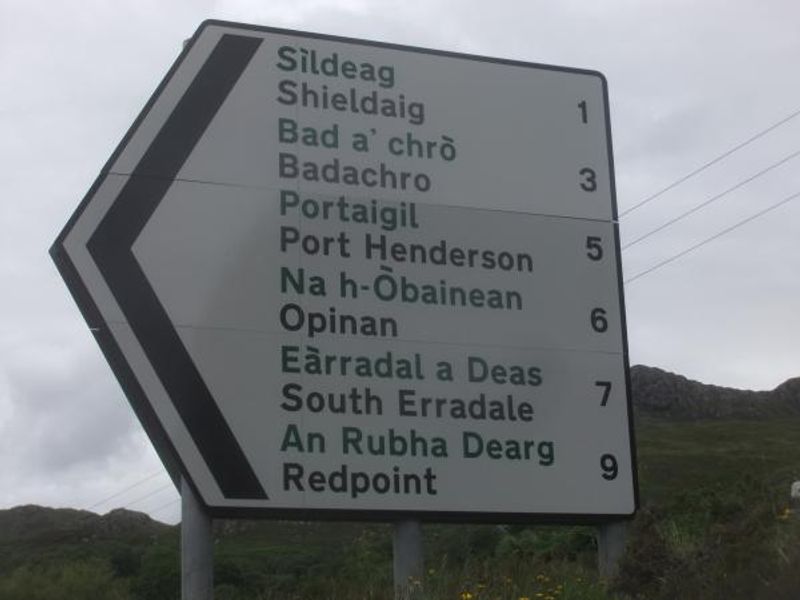 Sìldeag
Shieldaig 1
Bad a' chrò
Badachro 3
Portaigil
Port Henderson 5
Na h-Òbainean
Opinan 6
Eàrradal a Deas
South Erradale 7
An Rubha Dearg
Redpoint 9